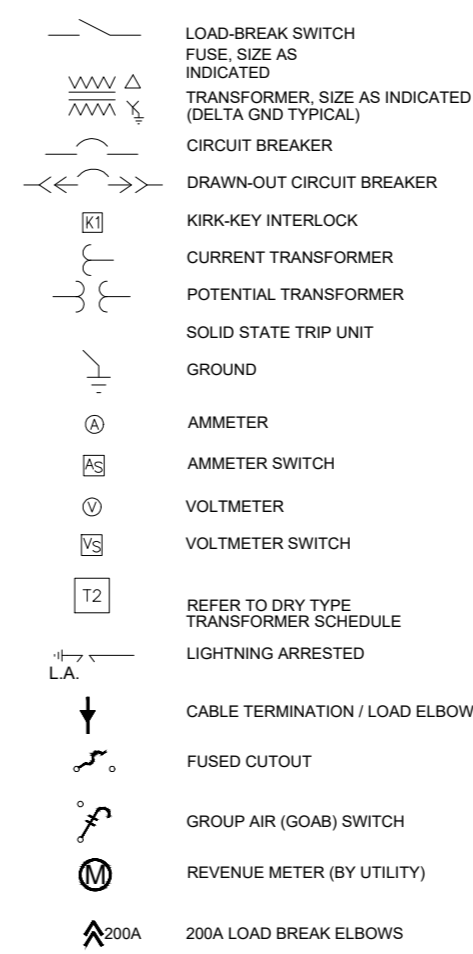 LOAD-BREAK SWITCH
FUSE, SIZE AS
INDICATED
TRANSFORMER, SIZE AS INDICATED
(DELTA GND TYPICAL)
CIRCUIT BREAKER
DRAWN-OUT CIRCUIT BREAKER
K1 KIRK-KEY INTERLOCK
CURRENT TRANSFORMER
POTENTIAL TRANSFORMER
SOLID STATE TRIP UNIT
GROUND
A AMMETER
AS AMMETER SWITCH
V VOLTMETER
VS VOLTMETER SWITCH
T2 REFER TO DRY TYPE
TRANSFORMER SCHEDULE
LIGHTNING ARRESTED
L.A.
CABLE TERMINATION / LOAD ELBOW
FUSED CUTOUT
GROUP AIR (GOAB) SWITCH
M REVENUE METER (BY UTILITY)
200A 200A LOAD BREAK ELBOWS